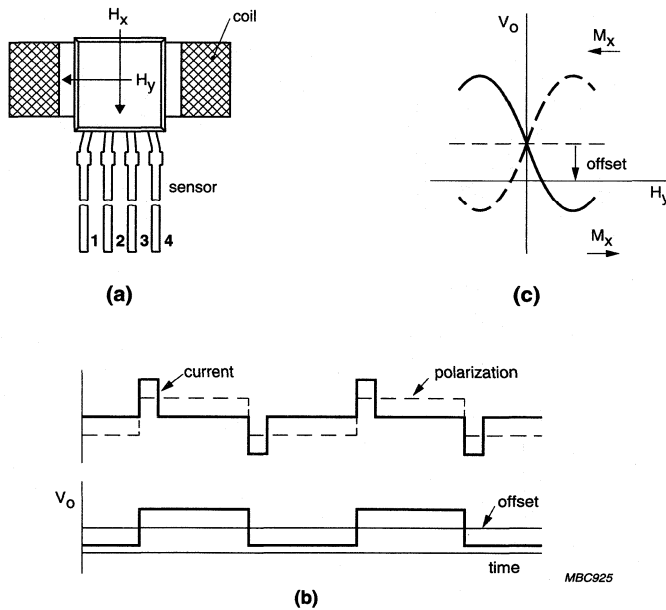 Hx
coil
Hy
sensor
1 2 3 4
(a)
Vo
Mx
offset
Hy
Mx
(c)
current
polarization
Vo
offset
time
MBC925
(b)